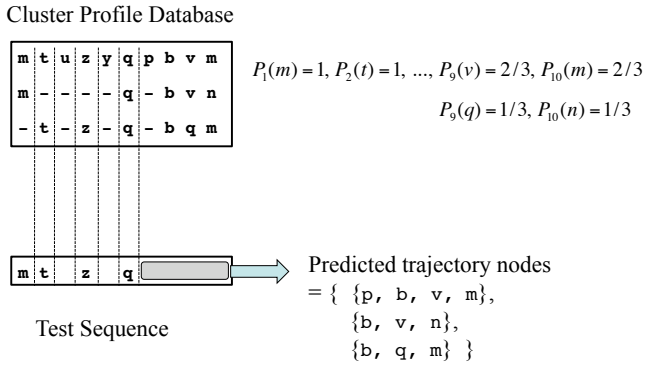 Cluster Profile Database
m t u z y q p b v m
m - - - - q - b v n
- t - z - q - b q m
P₁(m) = 1, P₂(t) = 1, ..., P₉(v) = 2/3, P₁₀(m) = 2/3
P₉(q) = 1/3, P₁₀(n) = 1/3
m t z q
Test Sequence
Predicted trajectory nodes
= { {p, b, v, m},
{b, v, n},
{b, q, m} }